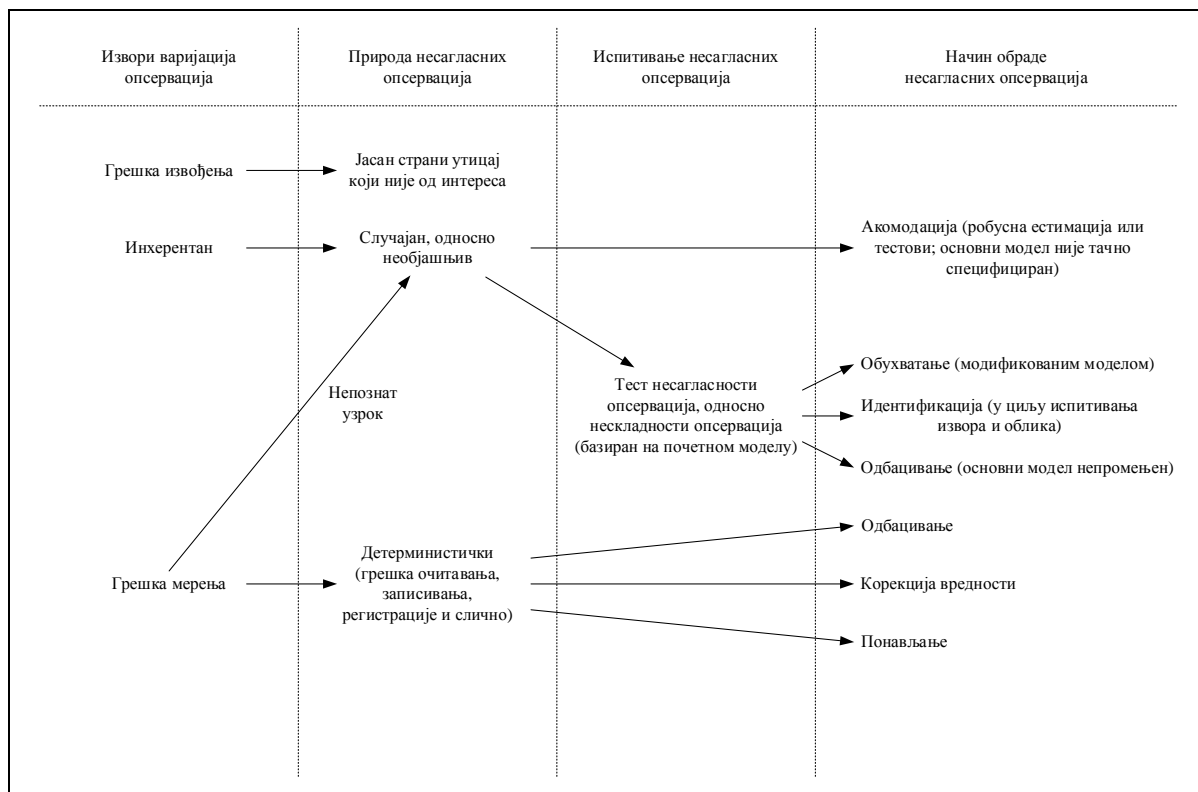 Извори варијација
опсервација
Природа несагласних
опсервација
Испитивање несагласних
опсервација
Начин обраде
несагласних опсервација
Грешка извођења
Јасан страни утицај
који није од интереса
Инхерентан
Случајан, односно
необјашњив
Акомодација (робусна естимација или
тестови; основни модел није тачно
специфициран)
Непознат
узрок
Тест несагласности
опсервација, односно
нескладности опсервација
(базиран на почетном моделу)
Обухватање (модификованим моделом)
Идентификација (у циљу испитивања
извора и облика)
Одбацивање (основни модел непромењен)
Грешка мерења
Детерминистички
(грешка очитавања,
записивања,
регистрације и слично)
Одбацивање
Корекција вредности
Понављање